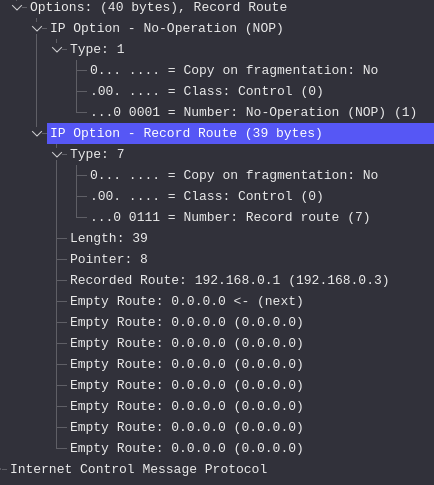 Options: (40 bytes), Record Route
IP Option - No-Operation (NOP)
Type: 1
0... .... = Copy on fragmentation: No
.00. .... = Class: Control (0)
...0 0001 = Number: No-Operation (NOP) (1)
IP Option - Record Route (39 bytes)
Type: 7
0... .... = Copy on fragmentation: No
.00. .... = Class: Control (0)
...0 0111 = Number: Record route (7)
Length: 39
Pointer: 8
Recorded Route: 192.168.0.1 (192.168.0.3)
Empty Route: 0.0.0.0 <- (next)
Empty Route: 0.0.0.0 (0.0.0.0)
Empty Route: 0.0.0.0 (0.0.0.0)
Empty Route: 0.0.0.0 (0.0.0.0)
Empty Route: 0.0.0.0 (0.0.0.0)
Empty Route: 0.0.0.0 (0.0.0.0)
Empty Route: 0.0.0.0 (0.0.0.0)
Empty Route: 0.0.0.0 (0.0.0.0)
Internet Control Message Protocol